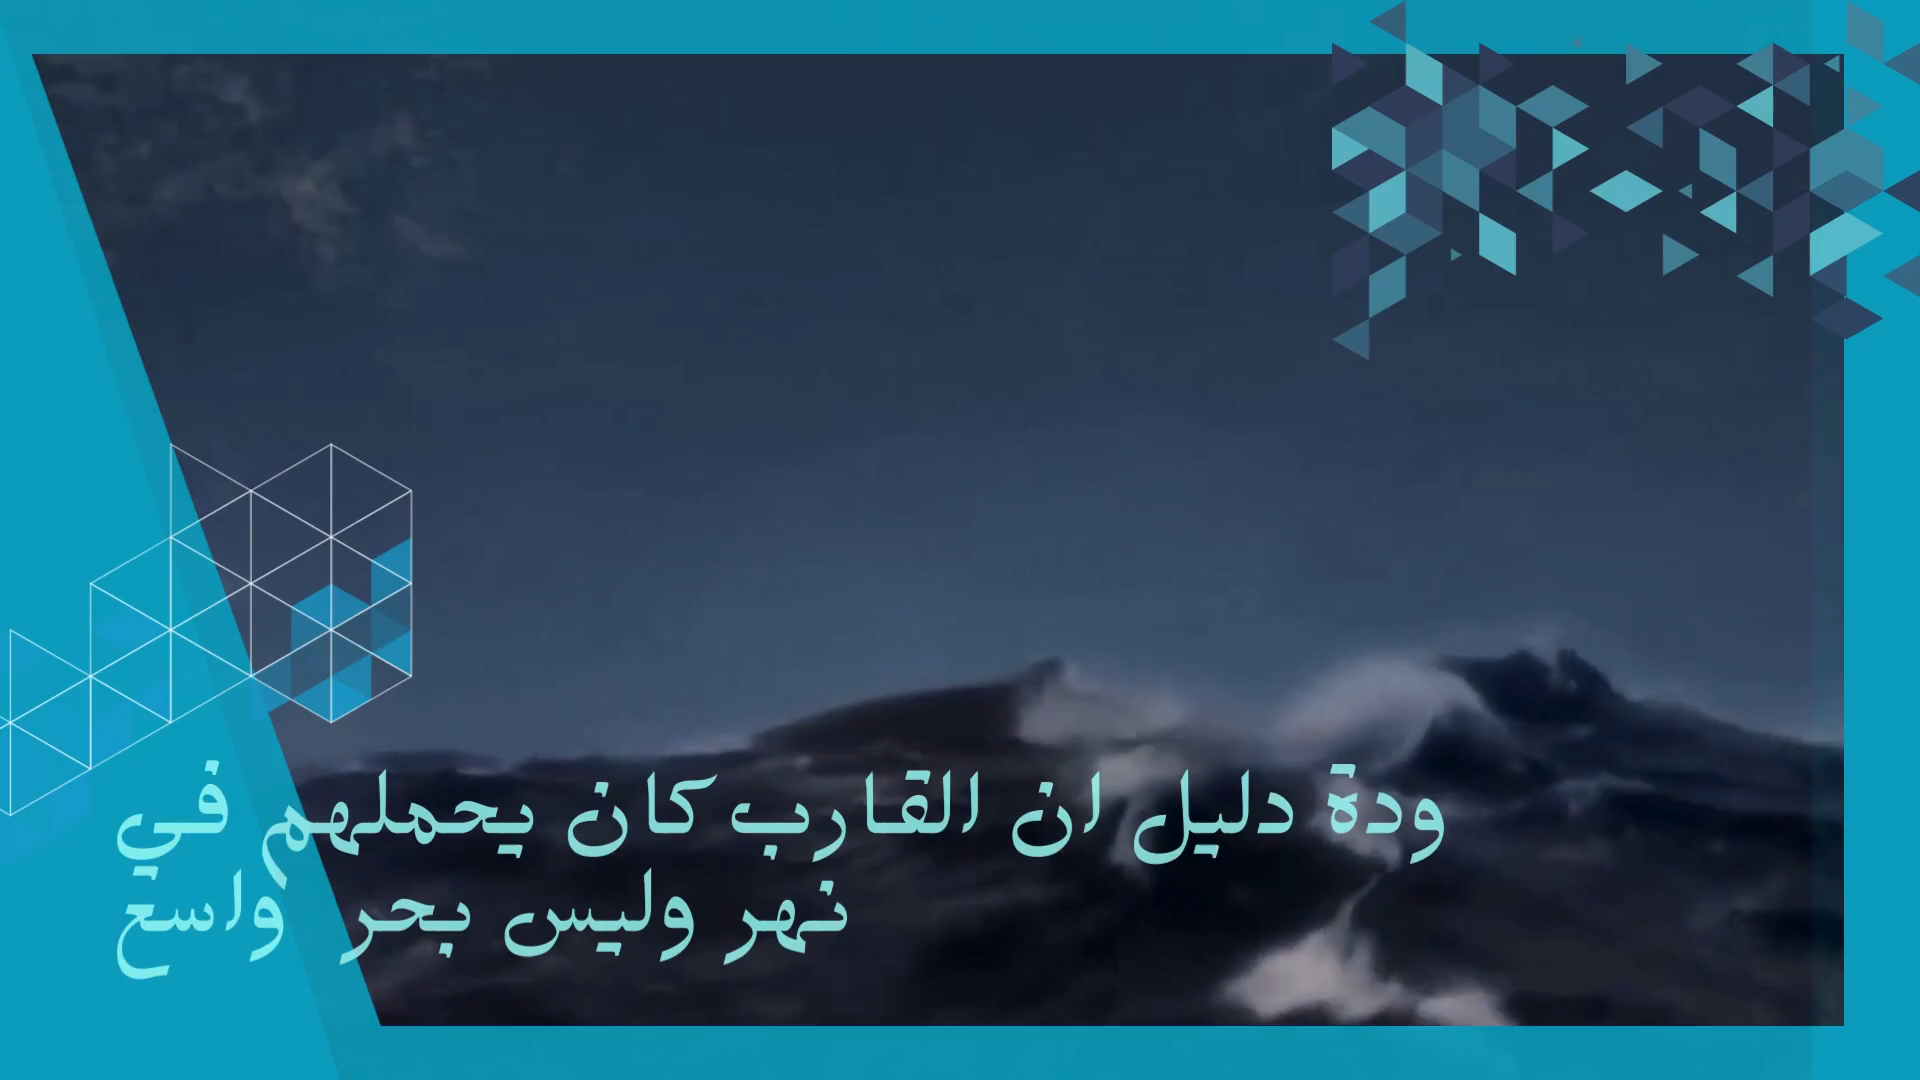 ودة دليل ان القارب كان يحملهم في
نهر وليس بحر واسع